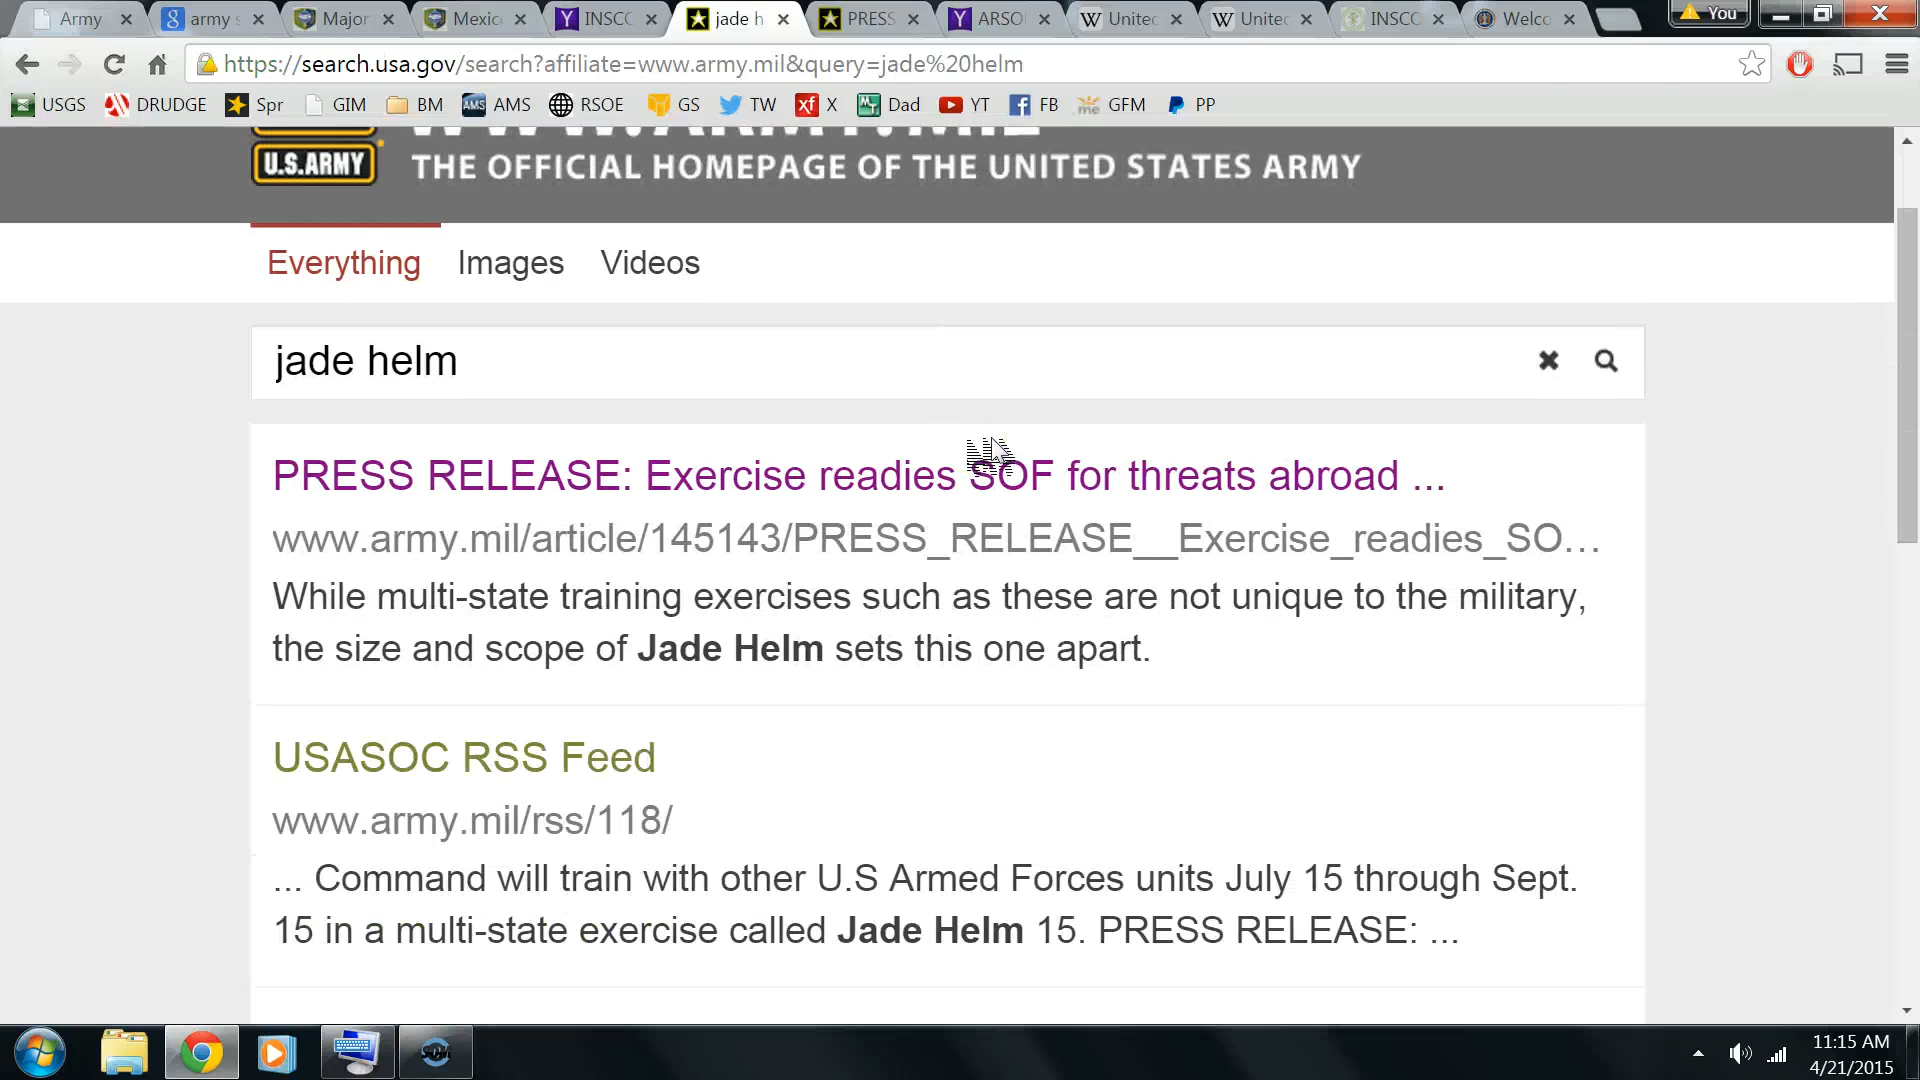 Army
army s
Major
Mexic
INSCO
jade h
PRESS
ARSO
Unitec
Unitec
INSCO
Welco
You
https://search.usa.gov/search?affiliate=www.army.mil&query=jade%20helm
USGS DRUDGE Spr GIM BM AMS RSOE GS TW X Dad YT FB GFM PP
WWW.ARMY.MIL
U.S.ARMY
THE OFFICIAL HOMEPAGE OF THE UNITED STATES ARMY
Everything Images Videos
jade helm
PRESS RELEASE: Exercise readies SOF for threats abroad ...
www.army.mil/article/145143/PRESS_RELEASE__Exercise_readies_SO...
While multi-state training exercises such as these are not unique to the military,
the size and scope of Jade Helm sets this one apart.
USASOC RSS Feed
www.army.mil/rss/118/
... Command will train with other U.S Armed Forces units July 15 through Sept.
15 in a multi-state exercise called Jade Helm 15. PRESS RELEASE: ...
11:15 AM
4/21/2015